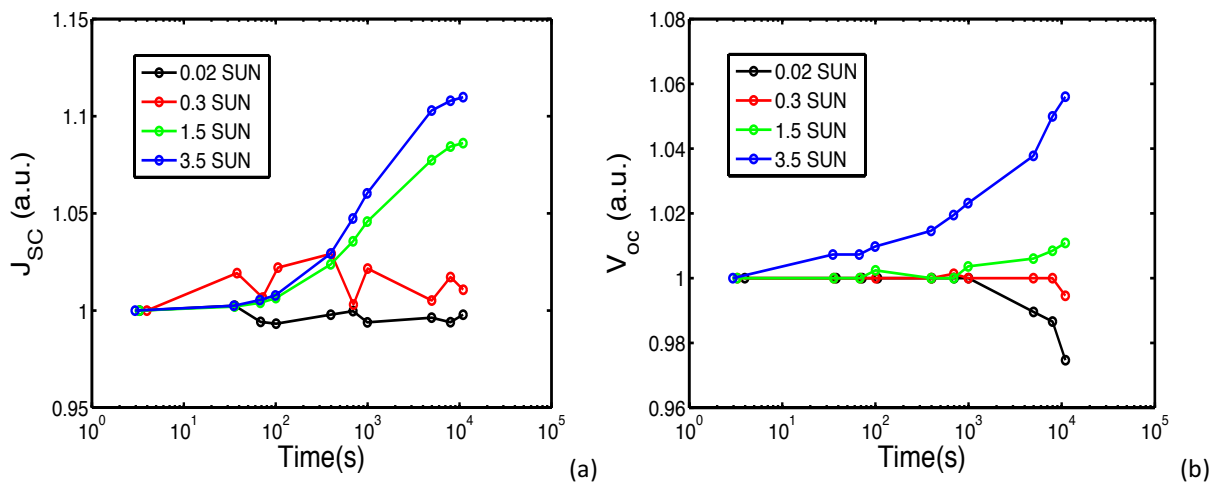 1.15
1.1
1.05
1
0.95
J_SC (a.u.)
0.02 SUN
0.3 SUN
1.5 SUN
3.5 SUN
10^0
10^1
10^2
10^3
10^4
10^5
Time(s)
(a)
1.08
1.06
1.04
1.02
1
0.98
0.96
V_oc (a.u.)
0.02 SUN
0.3 SUN
1.5 SUN
3.5 SUN
10^0
10^1
10^2
10^3
10^4
10^5
Time(s)
(b)